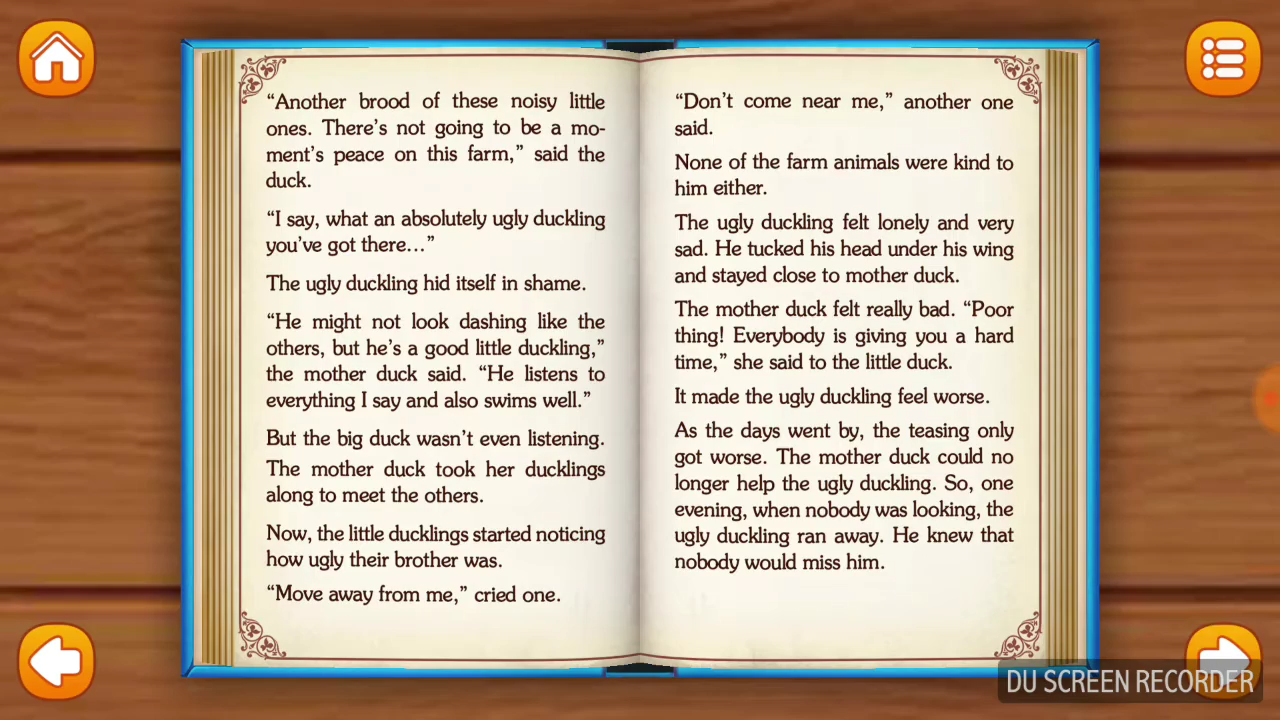 “Another brood of these noisy little
ones. There’s not going to be a mo-
ment’s peace on this farm,” said the
duck.
“I say, what an absolutely ugly duckling
you’ve got there...”
The ugly duckling hid itself in shame.
“He might not look dashing like the
others, but he’s a good little duckling,”
the mother duck said. “He listens to
everything I say and also swims well.”
But the big duck wasn’t even listening.
The mother duck took her ducklings
along to meet the others.
Now, the little ducklings started noticing
how ugly their brother was.
“Move away from me,” cried one.
“Don’t come near me,” another one
said.
None of the farm animals were kind to
him either.
The ugly duckling felt lonely and very
sad. He tucked his head under his wing
and stayed close to mother duck.
The mother duck felt really bad. “Poor
thing! Everybody is giving you a hard
time,” she said to the little duck.
It made the ugly duckling feel worse.
As the days went by, the teasing only
got worse. The mother duck could no
longer help the ugly duckling. So, one
evening, when nobody was looking, the
ugly duckling ran away. He knew that
nobody would miss him.
DU SCREEN RECORDER